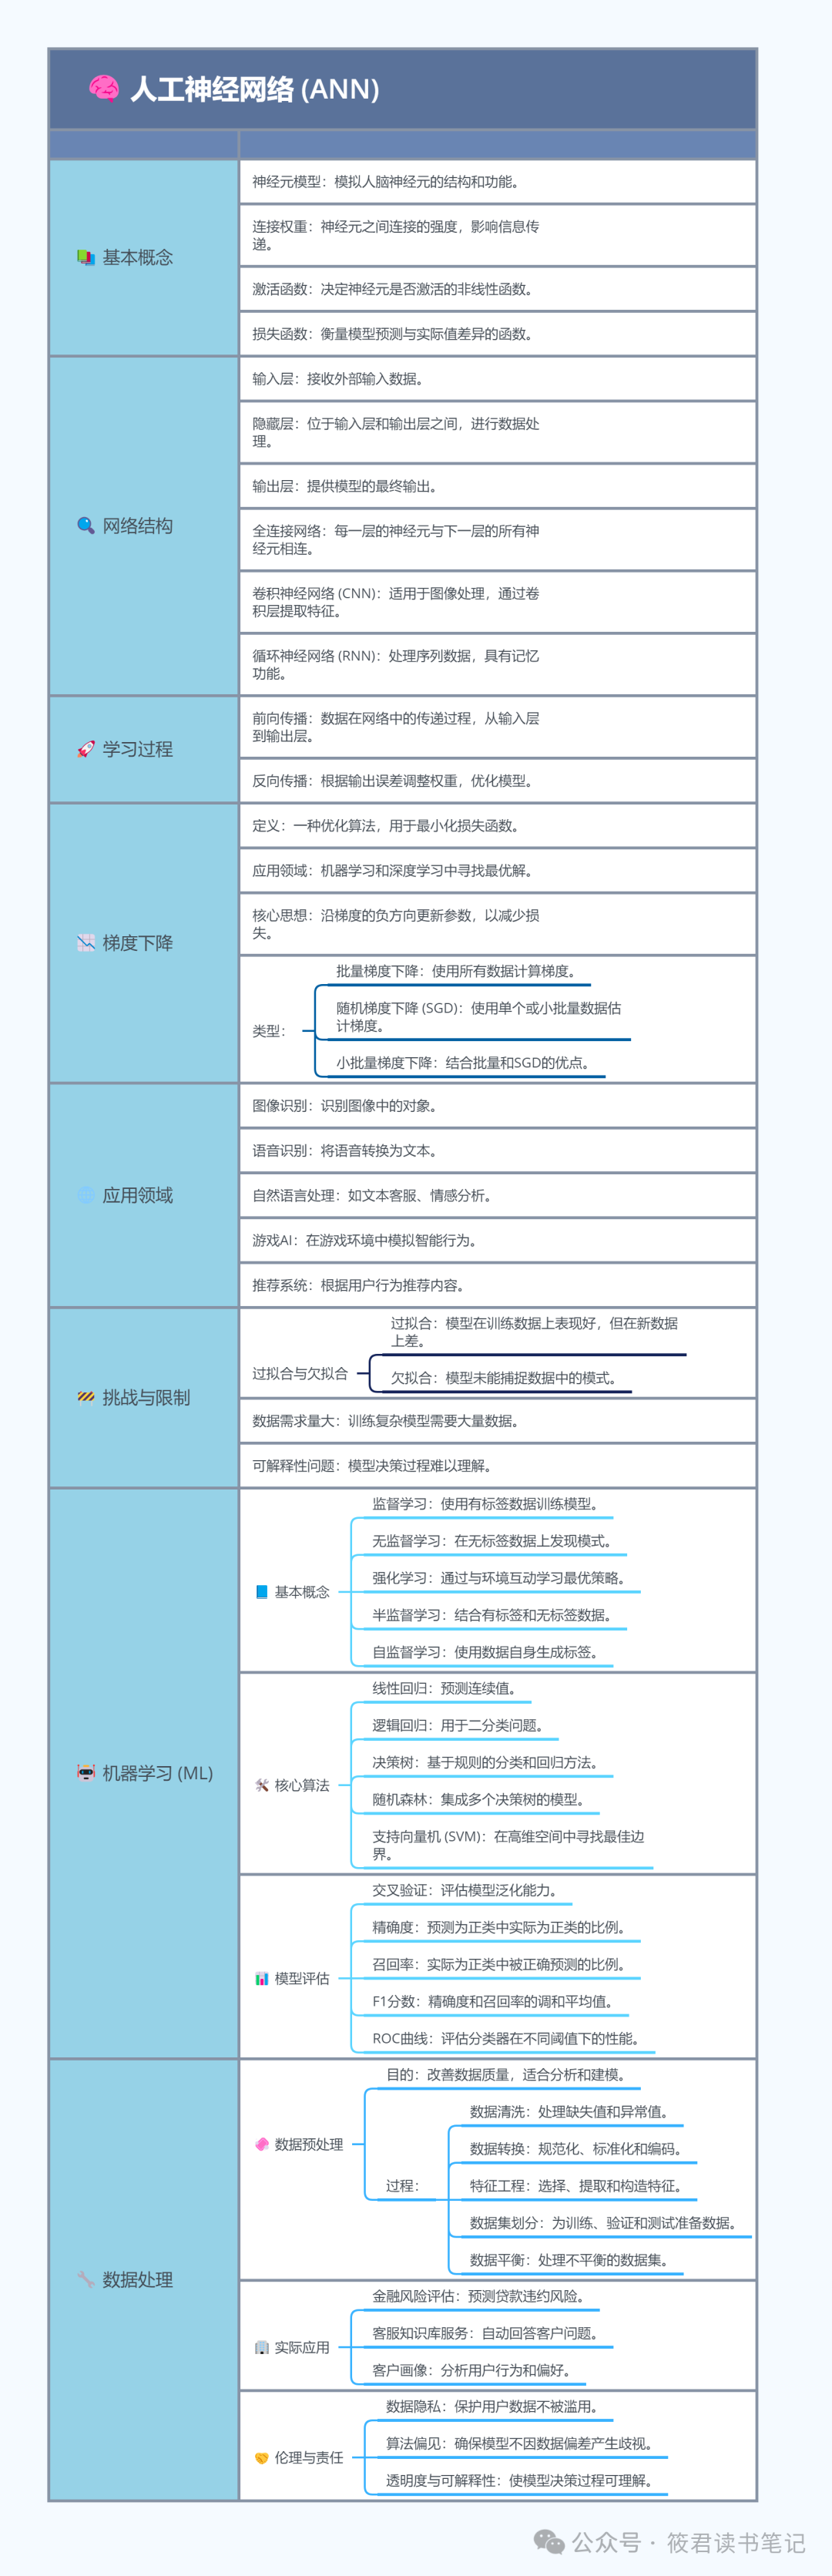 人工神经网络 (ANN)
基本概念
神经元模型：模拟人脑神经元的结构和功能。
连接权重：神经元之间连接的强度，影响信息传
递。
激活函数：决定神经元是否激活的非线性函数。
损失函数：衡量模型预测与实际值差异的函数。
网络结构
输入层：接收外部输入数据。
隐藏层：位于输入层和输出层之间，进行数据处
理。
输出层：提供模型的最终输出。
全连接网络：每一层的神经元与下一层的所有神
经元相连。
卷积神经网络 (CNN)：适用于图像处理，通过卷
积层提取特征。
循环神经网络 (RNN)：处理序列数据，具有记忆
功能。
学习过程
前向传播：数据在网络中的传递过程，从输入层
到输出层。
反向传播：根据输出误差调整权重，优化模型。
梯度下降
定义：一种优化算法，用于最小化损失函数。
应用领域：机器学习和深度学习中寻找最优解。
核心思想：沿梯度的负方向更新参数，以减少损
失。
类型：
批量梯度下降：使用所有数据计算梯度。
随机梯度下降 (SGD)：使用单个或小批量数据估
计梯度。
小批量梯度下降：结合批量和SGD的优点。
应用领域
图像识别：识别图像中的对象。
语音识别：将语音转换为文本。
自然语言处理：如文本客服、情感分析。
游戏AI：在游戏环境中模拟智能行为。
推荐系统：根据用户行为推荐内容。
挑战与限制
过拟合与欠拟合
过拟合：模型在训练数据上表现好，但在新数据
上差。
欠拟合：模型未能捕捉数据中的模式。
数据需求量大：训练复杂模型需要大量数据。
可解释性问题：模型决策过程难以理解。
机器学习 (ML)
基本概念
监督学习：使用有标签数据训练模型。
无监督学习：在无标签数据上发现模式。
强化学习：通过与环境互动学习最优策略。
半监督学习：结合有标签和无标签数据。
自监督学习：使用数据自身生成标签。
核心算法
线性回归：预测连续值。
逻辑回归：用于二分类问题。
决策树：基于规则的分类和回归方法。
随机森林：集成多个决策树的模型。
支持向量机 (SVM)：在高维空间中寻找最佳边
界。
模型评估
交叉验证：评估模型泛化能力。
精确度：预测为正类中实际为正类的比例。
召回率：实际为正类中被正确预测的比例。
F1分数：精确度和召回率的调和平均值。
ROC曲线：评估分类器在不同阈值下的性能。
数据处理
数据预处理
目的：改善数据质量，适合分析和建模。
过程：
数据清洗：处理缺失值和异常值。
数据转换：规范化、标准化和编码。
特征工程：选择、提取和构造特征。
数据集划分：为训练、验证和测试准备数据。
数据平衡：处理不平衡的数据集。
实际应用
金融风险评估：预测贷款违约风险。
客服知识库服务：自动回答客户问题。
客户画像：分析用户行为和偏好。
伦理与责任
数据隐私：保护用户数据不被滥用。
算法偏见：确保模型不因数据偏差产生歧视。
透明度与可解释性：使模型决策过程可理解。
公众号 · 筱君读书笔记